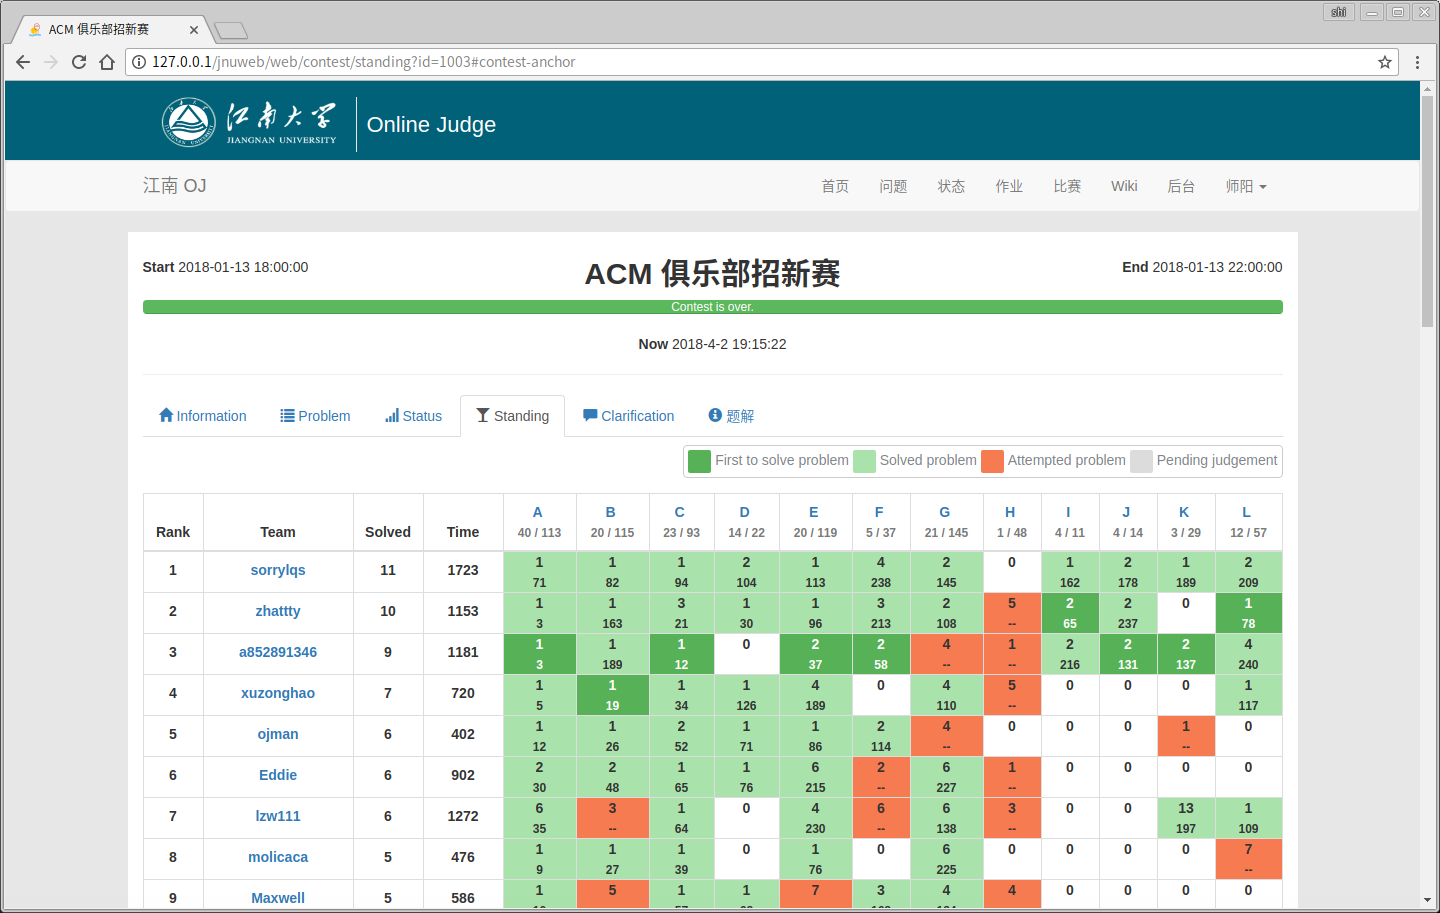 shi
ACM 俱乐部招新赛
127.0.0.1/jnuweb/web/contest/standing?id=1003#contest-anchor
江南大学
JIANGNAN UNIVERSITY
Online Judge
江南 OJ 首页 问题 状态 作业 比赛 Wiki 后台 师阳
Start 2018-01-13 18:00:00 ACM 俱乐部招新赛 End 2018-01-13 22:00:00
Contest is over.
Now 2018-4-2 19:15:22
Information Problem Status Standing Clarification 题解
First to solve problem Solved problem Attempted problem Pending judgement
A B C D E F G H I J K L
Rank Team Solved Time 40 / 113 20 / 115 23 / 93 14 / 22 20 / 119 5 / 37 21 / 145 1 / 48 4 / 11 4 / 14 3 / 29 12 / 57
1 1 1 2 1 4 2 0 1 2 1 2
1 sorrylqs 11 1723
71 82 94 104 113 238 145 162 178 189 209
1 1 3 1 1 3 2 5 2 2 0 1
2 zhattty 10 1153
3 163 21 30 96 213 108 -- 65 237 78
1 1 1 0 2 2 4 1 2 2 2 4
3 a852891346 9 1181
3 189 12 37 58 -- -- 216 131 137 240
1 1 1 1 4 0 4 5 0 0 0 1
4 xuzonghao 7 720
5 19 34 126 189 110 -- 117
1 1 2 1 1 2 4 0 0 0 1 0
5 ojman 6 402
12 26 52 71 86 114 -- --
2 2 1 1 6 2 6 1 0 0 0 0
6 Eddie 6 902
30 48 65 76 215 -- 227 --
6 3 1 0 4 6 6 3 0 0 13 1
7 lzw111 6 1272
35 -- 64 230 -- 138 -- 197 109
1 1 1 0 1 0 6 0 0 0 0 7
8 molicaca 5 476
9 27 39 76 225 --
1 5 1 1 7 3 4 4 0 0 0 0
9 Maxwell 5 586